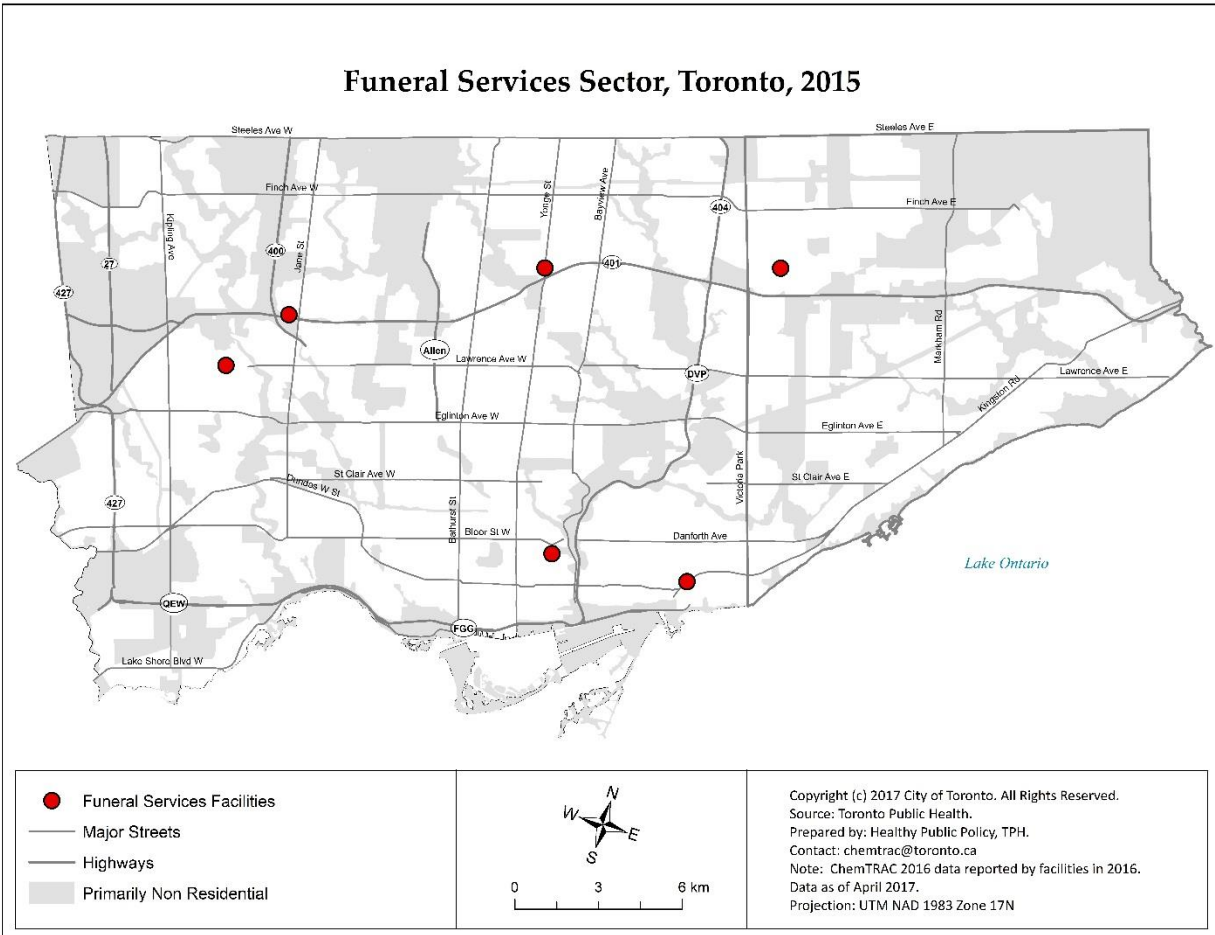 Funeral Services Sector, Toronto, 2015
Steeles Ave W
Steeles Ave E
Finch Ave W
Finch Ave E
Kipling Ave
Jane St
Yonge St
Bayview Ave
404
400
27
401
427
Markham Rd
Allen
Lawrence Ave W
DVP
Lawrence Ave E
Kingston Rd
Eglinton Ave W
Eglinton Ave E
St Clair Ave W
St Clair Ave E
Dundas W St
Victoria Park
427
Bathurst St
Bloor St W
Danforth Ave
Lake Ontario
QEW
FGG
Lake Shore Blvd W
Funeral Services Facilities
Major Streets
Highways
Primarily Non Residential
N
W
E
S
0 3 6 km
Copyright (c) 2017 City of Toronto. All Rights Reserved.
Source: Toronto Public Health.
Prepared by: Healthy Public Policy, TPH.
Contact: chemtrac@toronto.ca
Note: ChemTRAC 2016 data reported by facilities in 2016.
Data as of April 2017.
Projection: UTM NAD 1983 Zone 17N